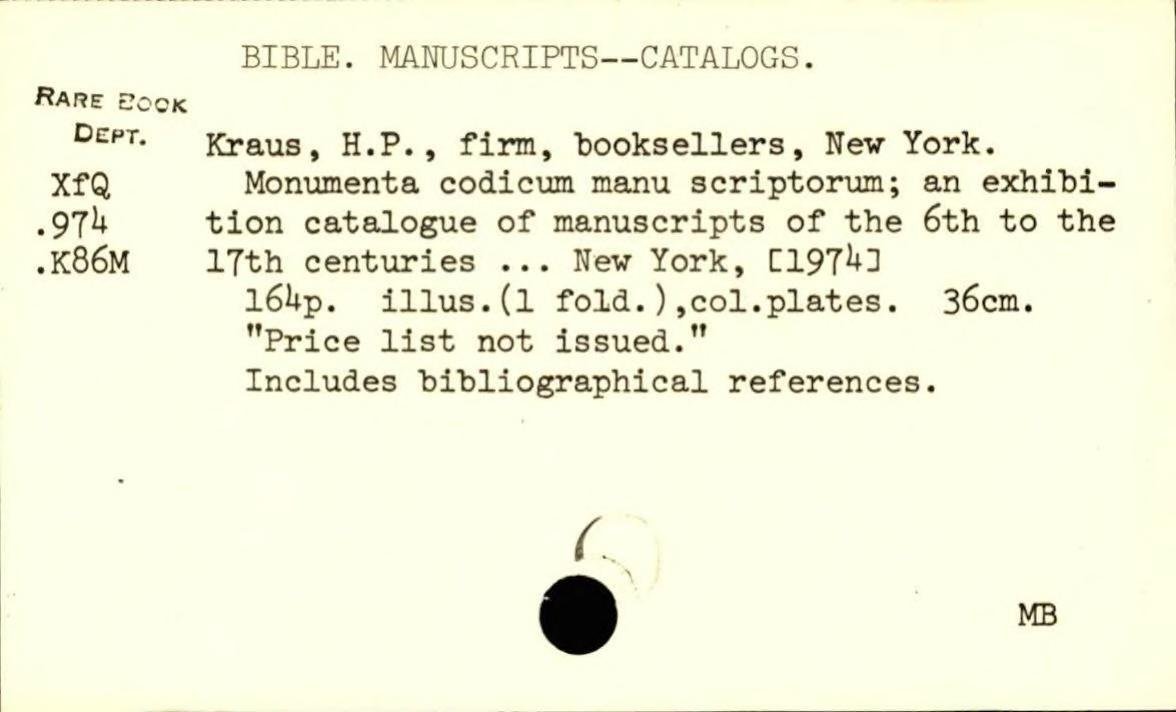 BIBLE. MANUSCRIPTS--CATALOGS.
RARE BOOK
DEPT.
Kraus, H.P., firm, booksellers, New York.
XfQ
Monumenta codicum manu scriptorum; an exhibi-
.974
tion catalogue of manuscripts of the 6th to the
.K86M
17th centuries ... New York, [1974]
164p. illus.(1 fold.),col.plates. 36cm.
"Price list not issued."
Includes bibliographical references.
MB